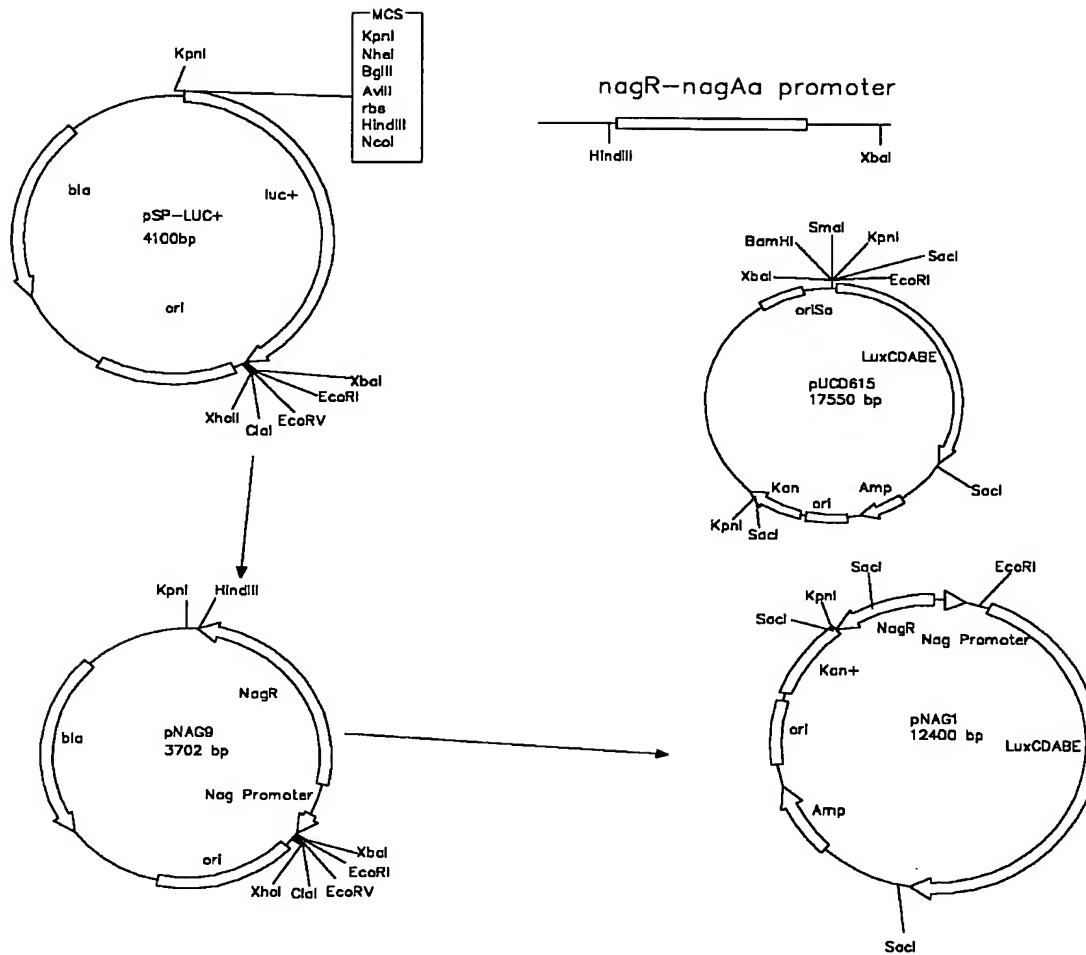 MCS
KpnI
NheI
BglII
AvIII
rbs
HindIII
NcoI
KpnI
bla
pSP-LUC+
4100bp
luc+
ori
XbaI
EcoRI
EcoRV
ClaI
XhoII
nagR-nagAa promoter
HindIII
XbaI
SmaI
BamHI
KpnI
SacI
XbaI
EcoRI
oriSa
LuxCDABE
pUCD615
17550 bp
Kan
ori
Amp
SacI
KpnI
SacI
KpnI
HindIII
NagR
bla
pNAG9
3702 bp
Nag Promoter
ori
XbaI
EcoRI
EcoRV
ClaI
XhoI
SacI
EcoRI
KpnI
SacI
NagR
Nag Promoter
Kan+
ori
pNAG1
12400 bp
LuxCDABE
Amp
SacI